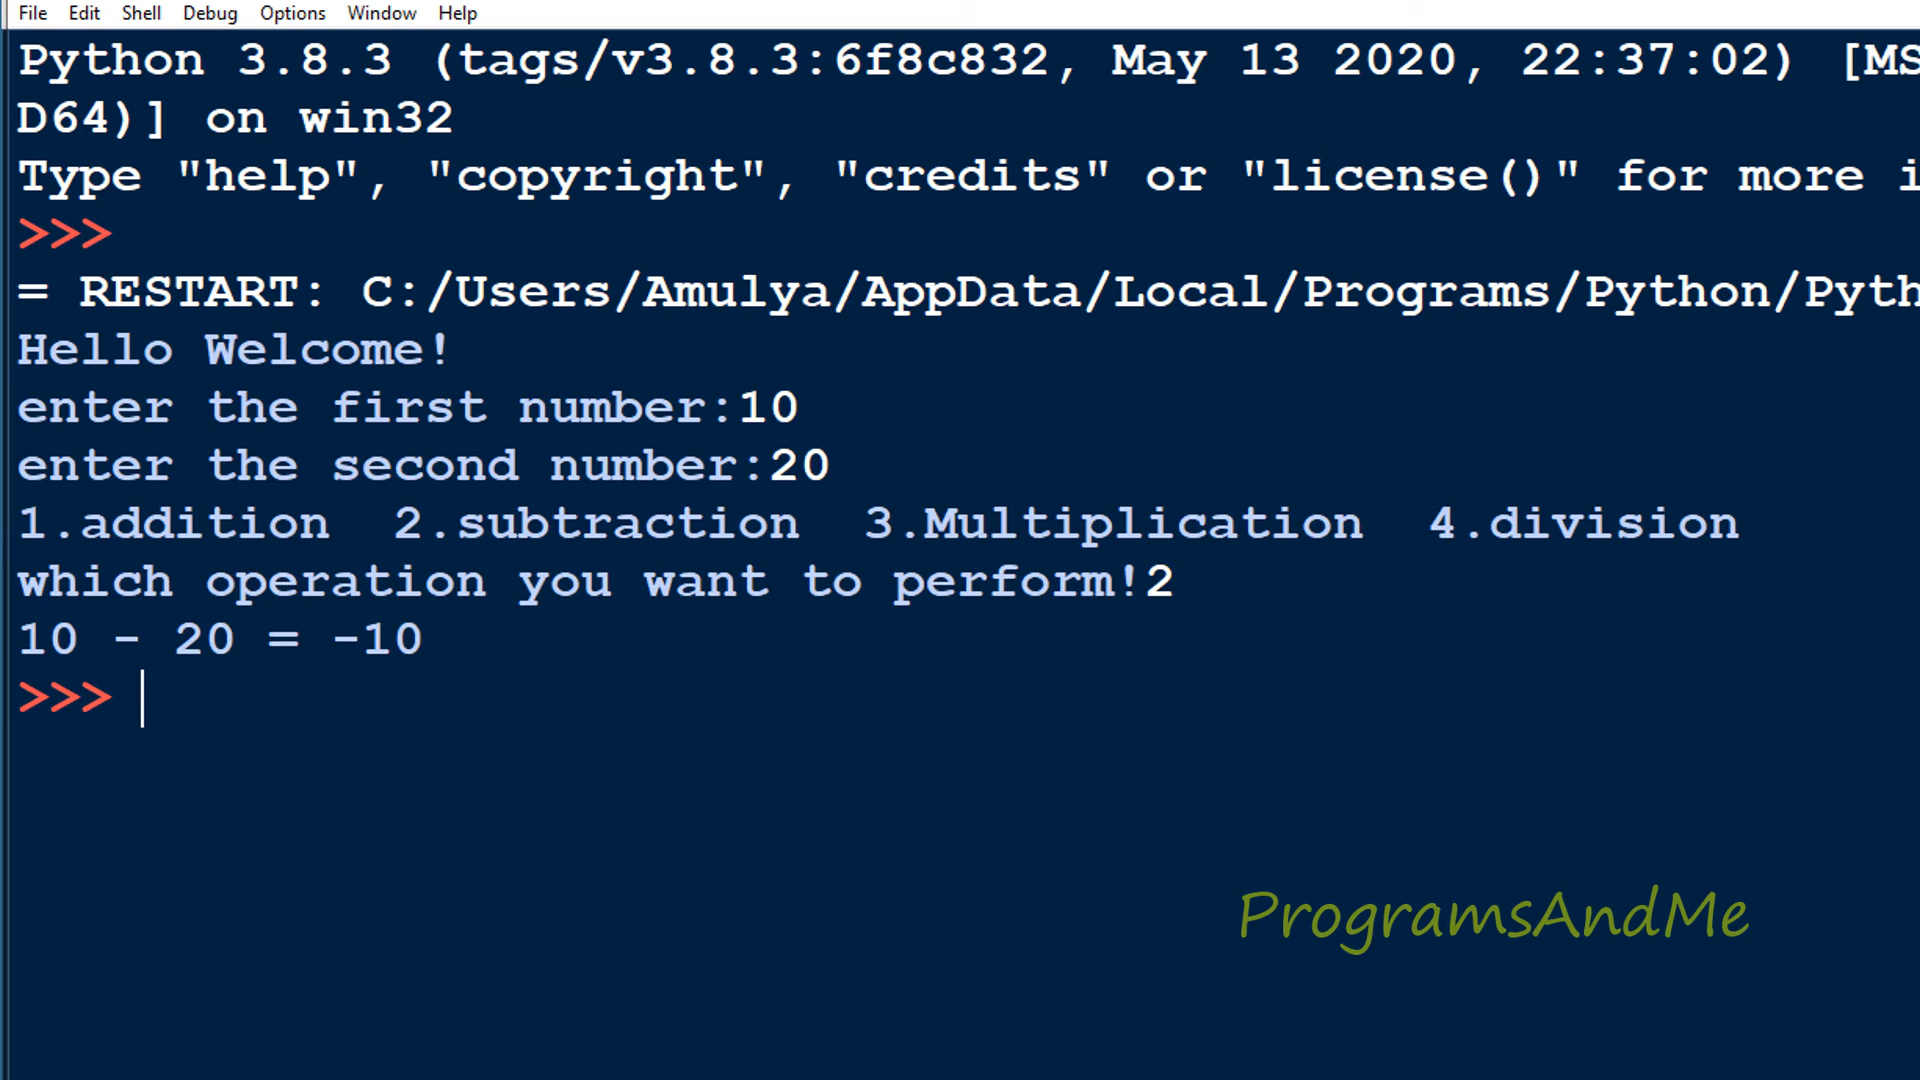 File Edit Shell Debug Options Window Help
Python 3.8.3 (tags/v3.8.3:6f8c832, May 13 2020, 22:37:02) [MS
D64)] on win32
Type "help", "copyright", "credits" or "license()" for more i
>>>
= RESTART: C:/Users/Amulya/AppData/Local/Programs/Python/Pyth
Hello Welcome!
enter the first number:10
enter the second number:20
1.addition  2.subtraction  3.Multiplication  4.division
which operation you want to perform!2
10 - 20 = -10
>>>
ProgramsAndMe